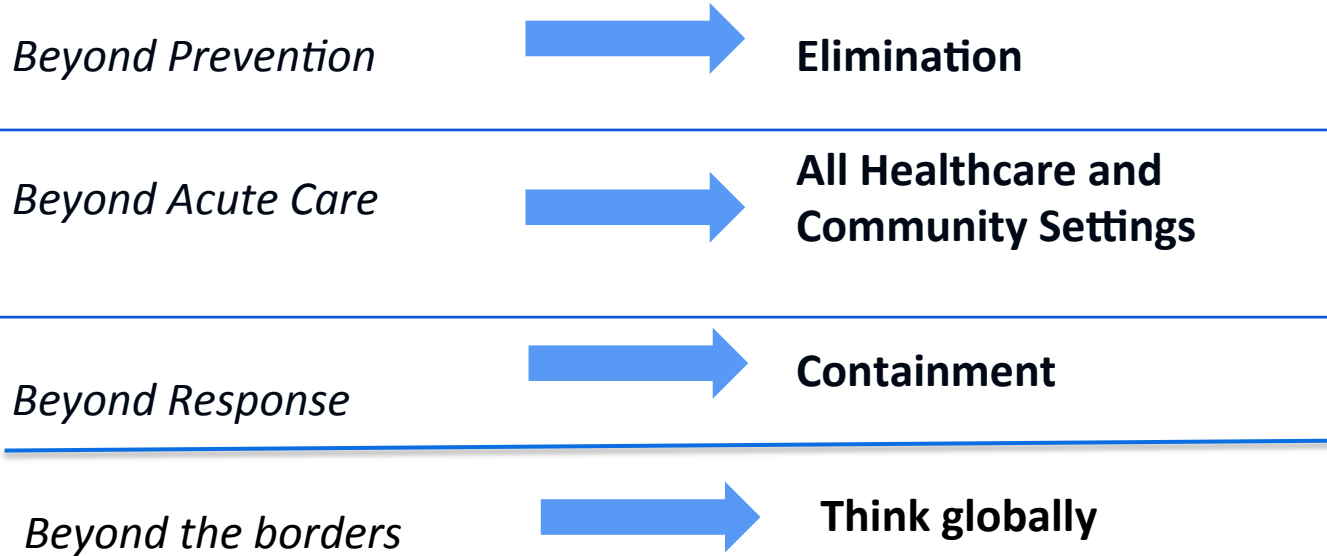 Beyond Prevention
Elimination
Beyond Acute Care
All Healthcare and
Community Settings
Beyond Response
Containment
Beyond the borders
Think globally